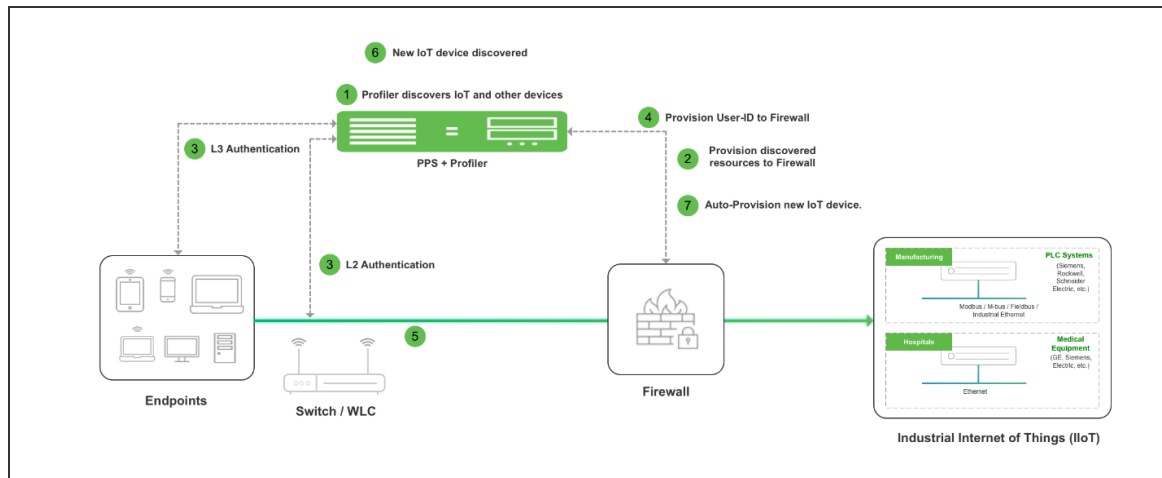 6 New IoT device discovered
1 Profiler discovers IoT and other devices
PPS + Profiler
3 L3 Authentication
3 L2 Authentication
4 Provision User-ID to Firewall
2 Provision discovered
resources to Firewall
7 Auto-Provision new IoT device.
5
Endpoints
Switch / WLC
Firewall
Manufacturing
PLC Systems
(Siemens,
Rockwell,
Schneider
Electric, etc.)
Modbus / M-bus / Fieldbus /
Industrial Ethernet
Hospitals
Medical
Equipment
(GE, Siemens,
Electric, etc.)
Ethernet
Industrial Internet of Things (IIoT)